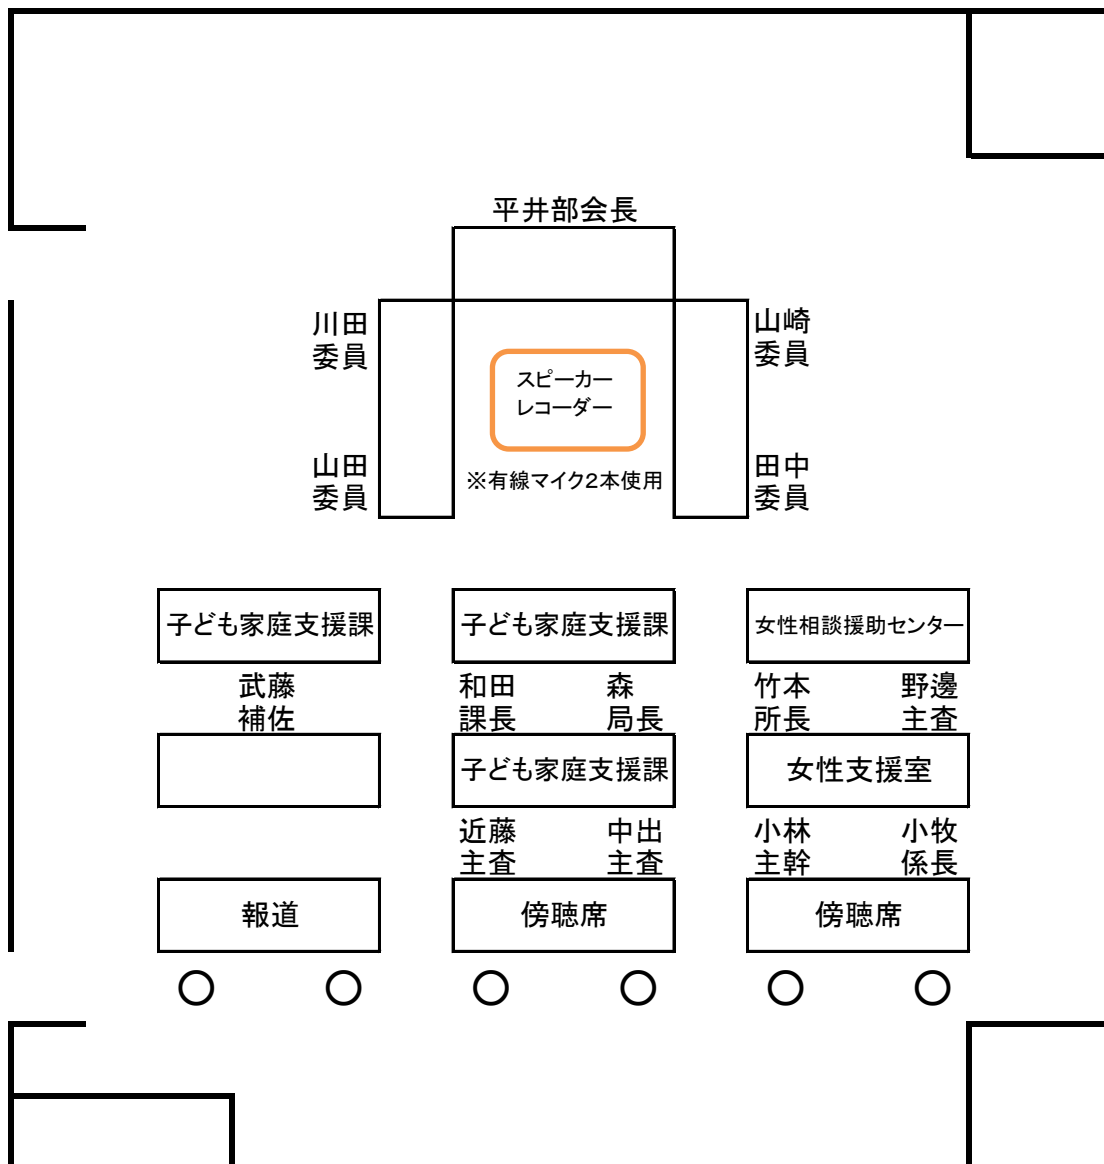 平井部会長
川田
委員
山崎
委員
スピーカー
レコーダー
山田
委員
※有線マイク2本使用
田中
委員
子ども家庭支援課
子ども家庭支援課
女性相談援助センター
武藤
補佐
和田
課長
森
局長
竹本
所長
野邊
主査
子ども家庭支援課
女性支援室
近藤
主査
中出
主査
小林
主幹
小牧
係長
報道
傍聴席
傍聴席